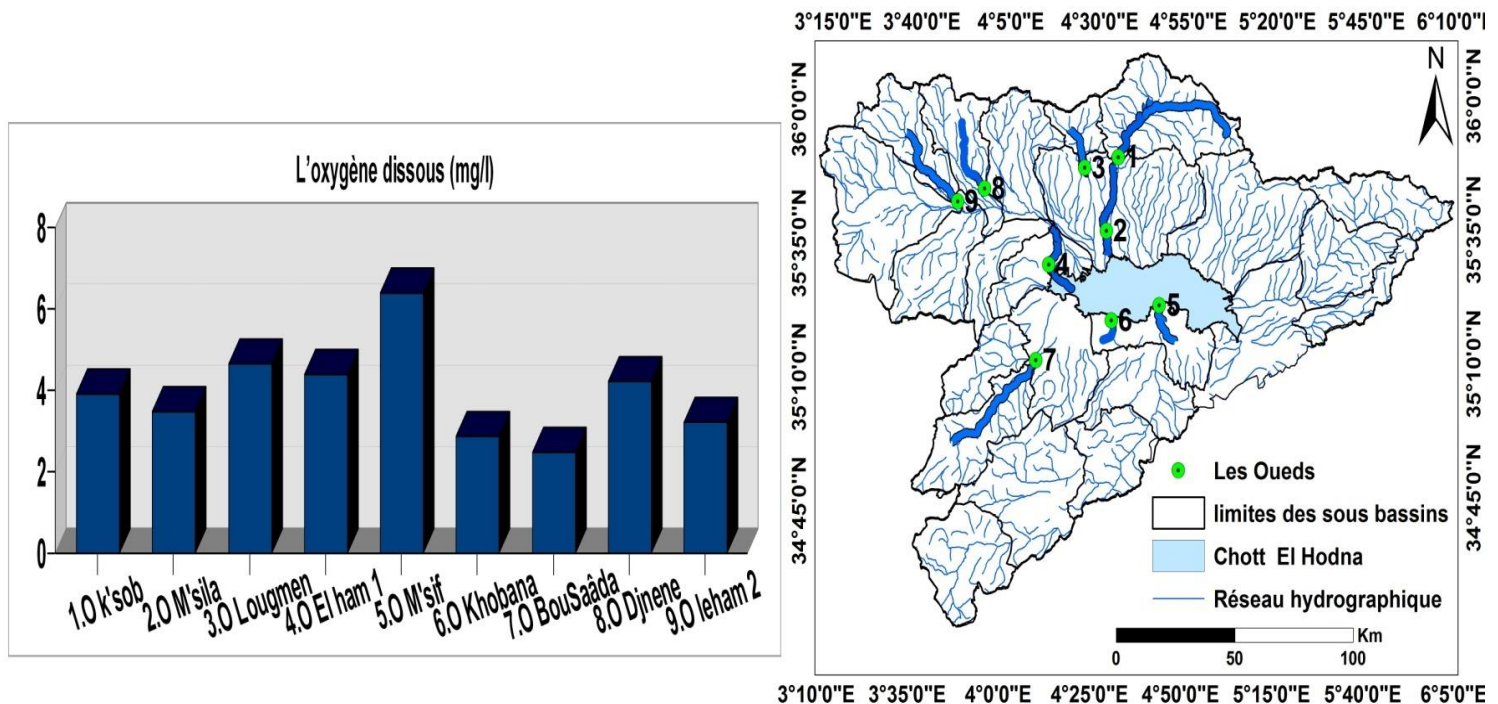 L'oxygène dissous (mg/l)
8
6
4
2
0
1.O k'sob
2.O M'sila
3.O Lougmen
4.O El ham 1
5.O M'sif
6.O Khobana
7.O BouSaâda
8.O Djnene
9.O leham 2
3°15'0"E 3°40'0"E 4°5'0"E 4°30'0"E 4°55'0"E 5°20'0"E 5°45'0"E 6°10'0"E
36°0'0"N
35°35'0"N
35°10'0"N
34°45'0"N
N
36°0'0"N
35°35'0"N
35°10'0"N
34°45'0"N
1
3
8
9
2
4
5
6
7
Les Oueds
limites des sous bassins
Chott El Hodna
Réseau hydrographique
Km
0 50 100
3°10'0"E 3°35'0"E 4°0'0"E 4°25'0"E 4°50'0"E 5°15'0"E 5°40'0"E 6°5'0"E